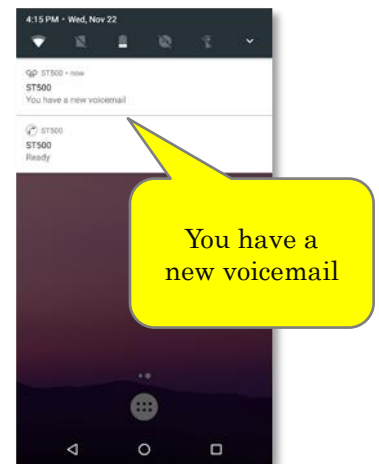 4:15 PM • Wed, Nov 22
ST500 • now
ST500
You have a new voicemail
ST500
ST500
Ready
You have a
new voicemail